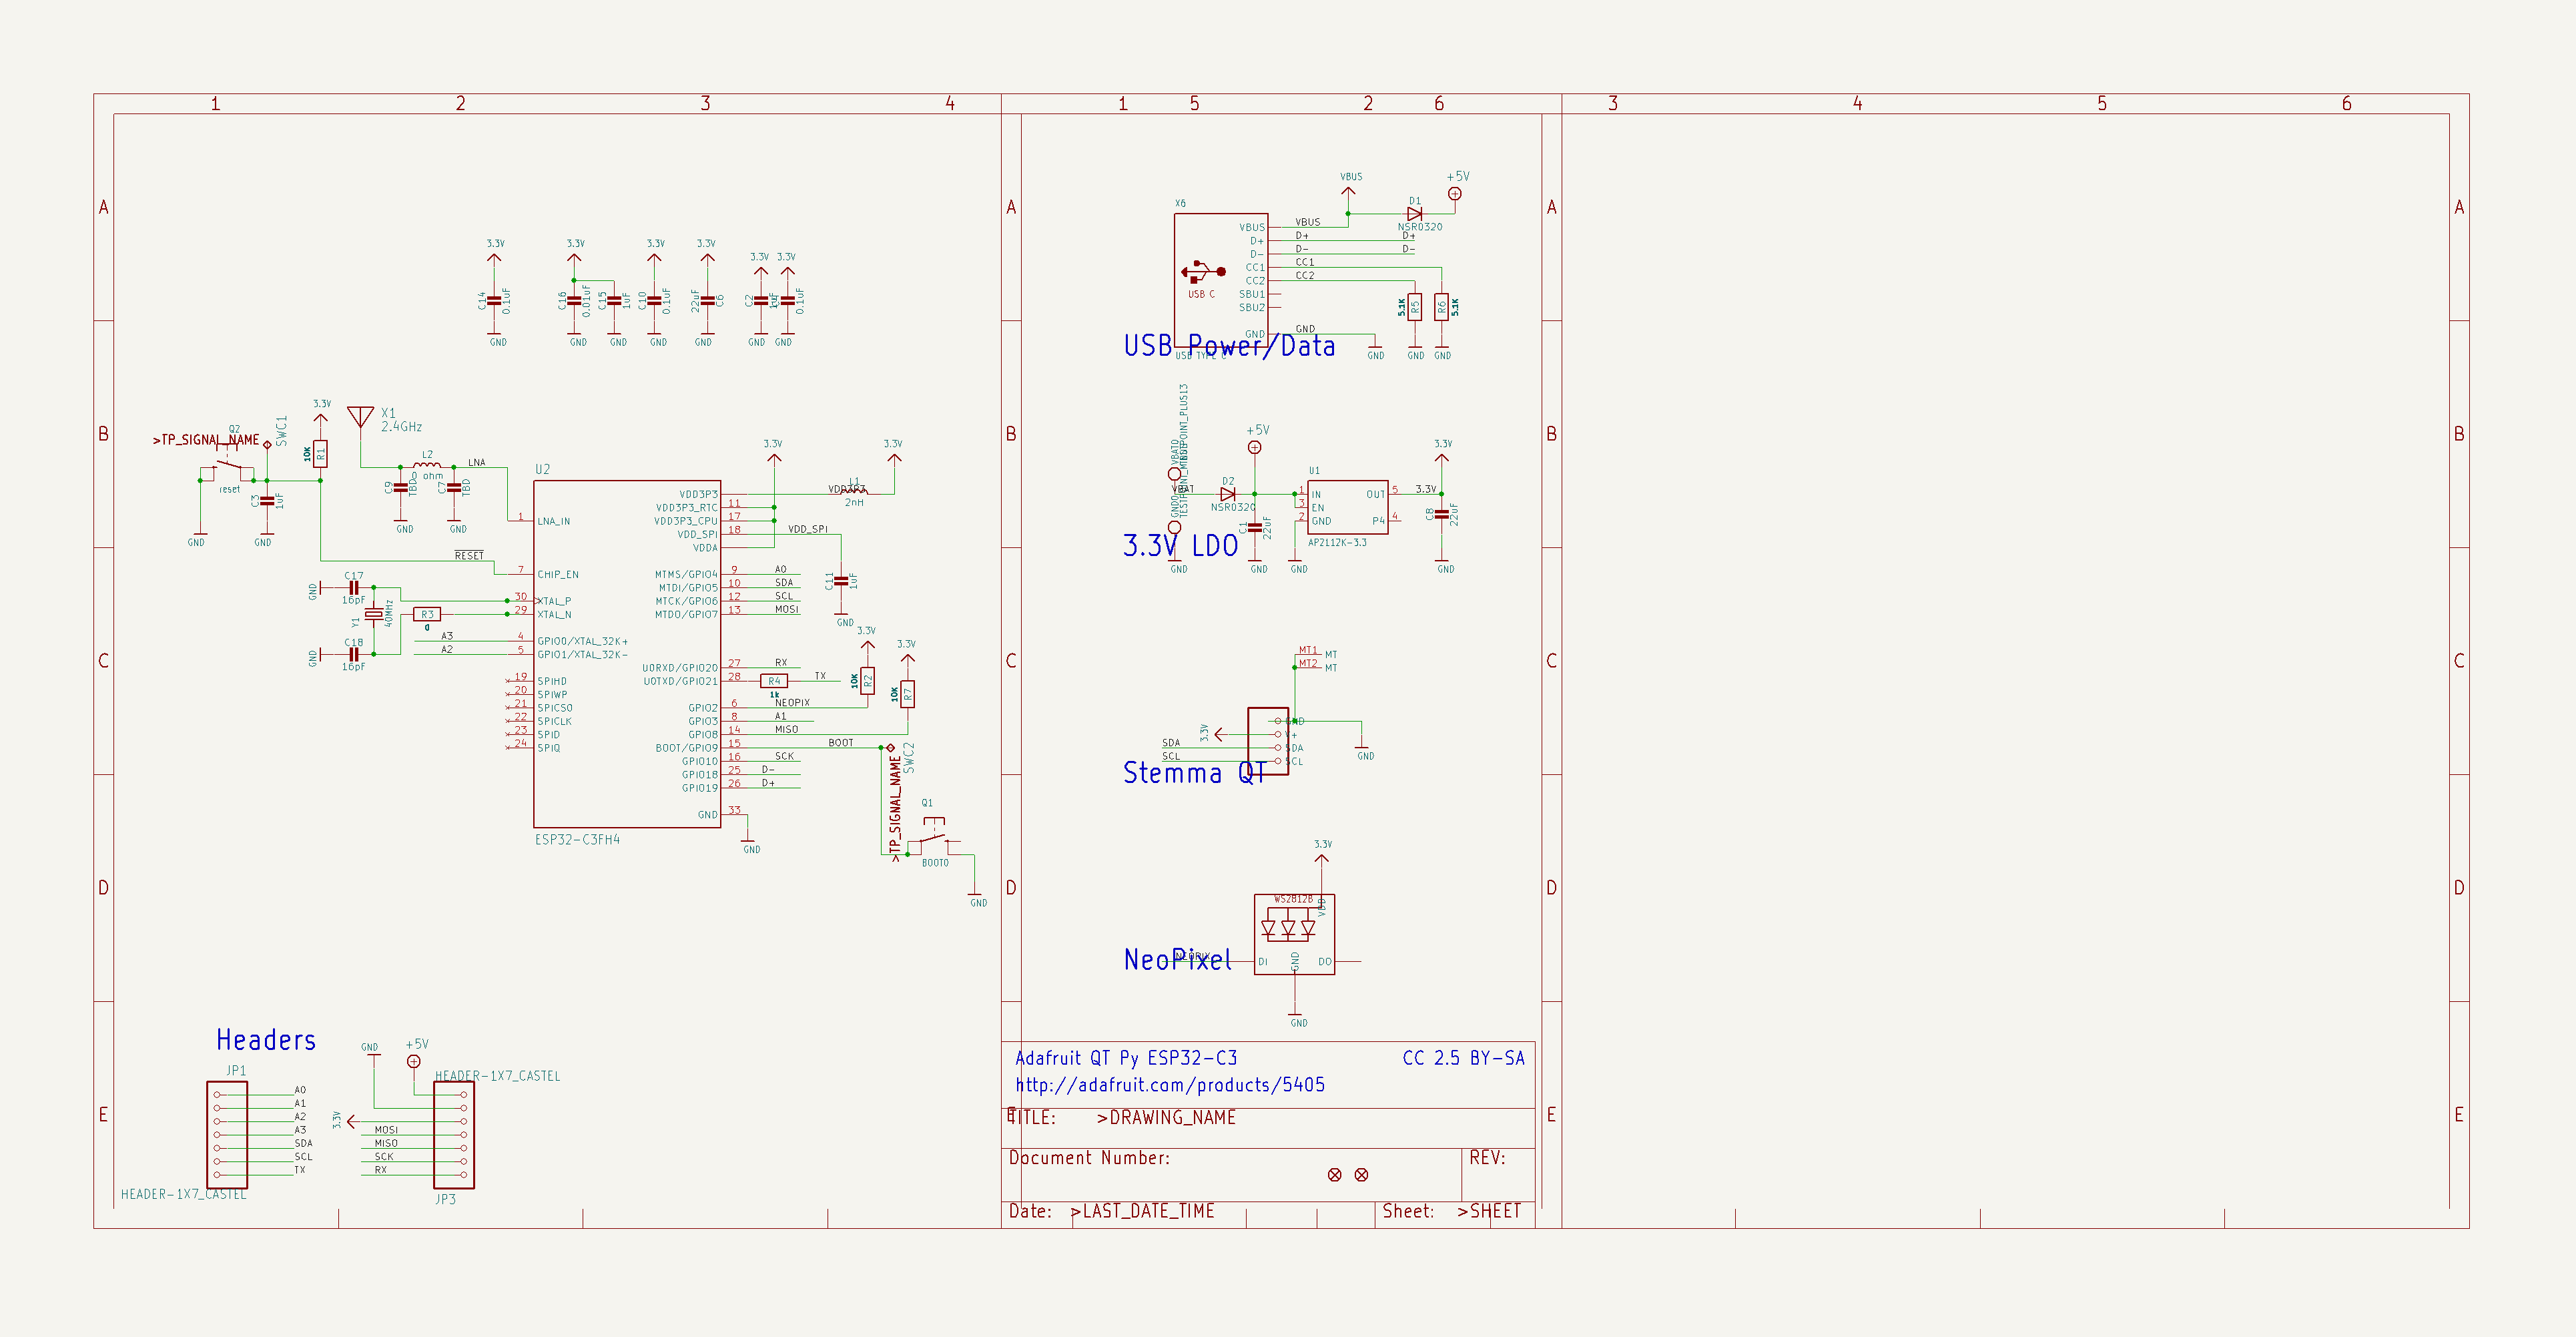 1 2 3 4 1 5 2 6 3 4 5 6
A A A A
B B B B
C C C C
D D D D
E E E E
3.3V 3.3V 3.3V 3.3V 3.3V 3.3V
C14 0.1uF
C16 0.01uF
C15 1uF
C10 0.1uF
22uF C6
C2 1uF
0.1uF
GND GND GND GND GND GND GND
>TP_SIGNAL_NAME
Q2
reset
SWC1
C3 1uF
GND GND
3.3V
10K R1
X1
2.4GHz
L2
0 ohm
C9 TBD
C7 TBD
GND GND
LNA
RESET
C17
16pF
GND
Y1 40MHz
R3
0
C18
16pF
GND
A3
A2
U2
1 LNA_IN
7 CHIP_EN
30 XTAL_P
29 XTAL_N
4 GPIO0/XTAL_32K+
5 GPIO1/XTAL_32K-
19 SPIHD
20 SPIWP
21 SPICS0
22 SPICLK
23 SPID
24 SPIQ
VDD3P3
VDD3P3_RTC 11
VDD3P3_CPU 17
VDD_SPI 18
VDDA
MTMS/GPIO4 9 A0
MTDI/GPIO5 10 SDA
MTCK/GPIO6 12 SCL
MTDO/GPIO7 13 MOSI
U0RXD/GPIO20 27 RX
U0TXD/GPIO21 28 R4 TX
1k
GPIO2 6 NEOPIX
GPIO3 8 A1
GPIO8 14 MISO
BOOT/GPIO9 15 BOOT
GPIO10 16 SCK
GPIO18 25 D-
GPIO19 26 D+
GND 33
GND
ESP32-C3FH4
3.3V 3.3V
VDD3P3
L1
2nH
VDD_SPI
C11 1uF
GND
3.3V
10K R2
3.3V
10K R7
SWC2
>TP_SIGNAL_NAME
Q1
BOOT0
GND
VBUS
+5V
X6
D1
NSR0320
VBUS VBUS
D+ D+ D+
D- D- D-
CC1 CC1
CC2 CC2
SBU1
SBU2
GND GND
USB C
USB TYPE C
5.1K R5
R6 5.1K
GND GND GND
USB Power/Data
VBAT
D2
NSR0320
+5V
C1 22uF
U1
1 IN
3 EN
2 GND
OUT 5
P4 4
AP2112K-3.3
3.3V
3.3V
C8 22uF
GND GND GND GND
3.3V LDO
MT1 MT
MT2 MT
3.3V
GND
V+
SDA SDA
SCL SCL
GND
Stemma QT
3.3V
WS2812B
VDD
DI GND DO
NEOPIX
GND
NeoPixel
Headers
JP1
A0
A1
A2
A3
SDA
SCL
TX
HEADER-1X7_CASTEL
GND
+5V
HEADER-1X7_CASTEL
3.3V
MOSI
MISO
SCK
RX
JP3
Adafruit QT Py ESP32-C3 CC 2.5 BY-SA
http://adafruit.com/products/5405
TITLE: >DRAWING_NAME
Document Number: REV:
Date: >LAST_DATE_TIME Sheet: >SHEET